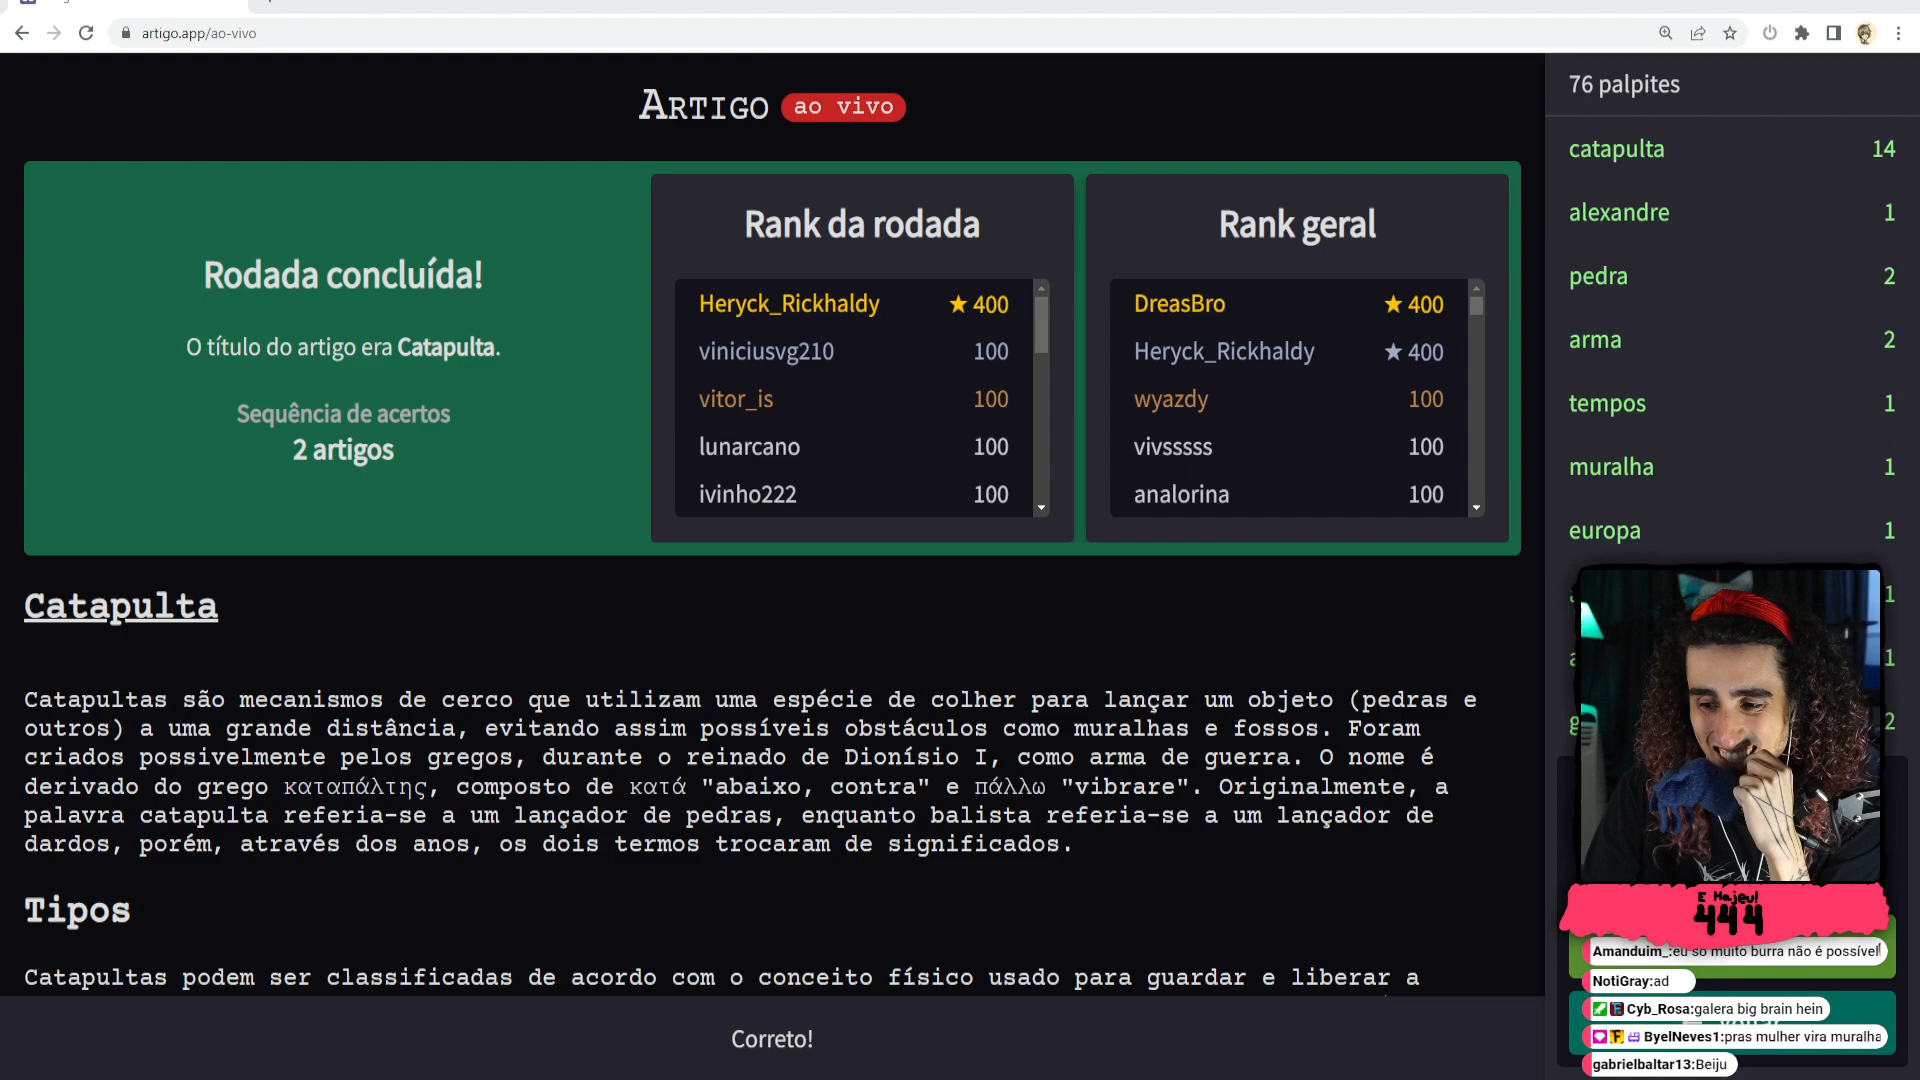 artigo.app/ao-vivo
ARTIGO ao vivo
Rodada concluída!
O título do artigo era Catapulta.
Sequência de acertos
2 artigos
Rank da rodada
Heryck_Rickhaldy ★ 400
viniciusvg210 100
vitor_is 100
lunarcano 100
ivinho222 100
Rank geral
DreasBro ★ 400
Heryck_Rickhaldy ★ 400
wyazdy 100
vivsssss 100
analorina 100
Catapulta
Catapultas são mecanismos de cerco que utilizam uma espécie de colher para lançar um objeto (pedras e
outros) a uma grande distância, evitando assim possíveis obstáculos como muralhas e fossos. Foram
criados possivelmente pelos gregos, durante o reinado de Dionísio I, como arma de guerra. O nome é
derivado do grego καταπάλτης, composto de κατά "abaixo, contra" e πάλλω "vibrare". Originalmente, a
palavra catapulta referia-se a um lançador de pedras, enquanto balista referia-se a um lançador de
dardos, porém, através dos anos, os dois termos trocaram de significados.
Tipos
Catapultas podem ser classificadas de acordo com o conceito físico usado para guardar e liberar a
Correto!
76 palpites
catapulta 14
alexandre 1
pedra 2
arma 2
tempos 1
muralha 1
europa 1
1
1
2
E Majeu!
444
Amanduim_:eu so muito burra não é possível
NotiGray:ad
Cyb_Rosa:galera big brain hein
ByelNeves1:pras mulher vira muralha
gabrielbaltar13:Beiju